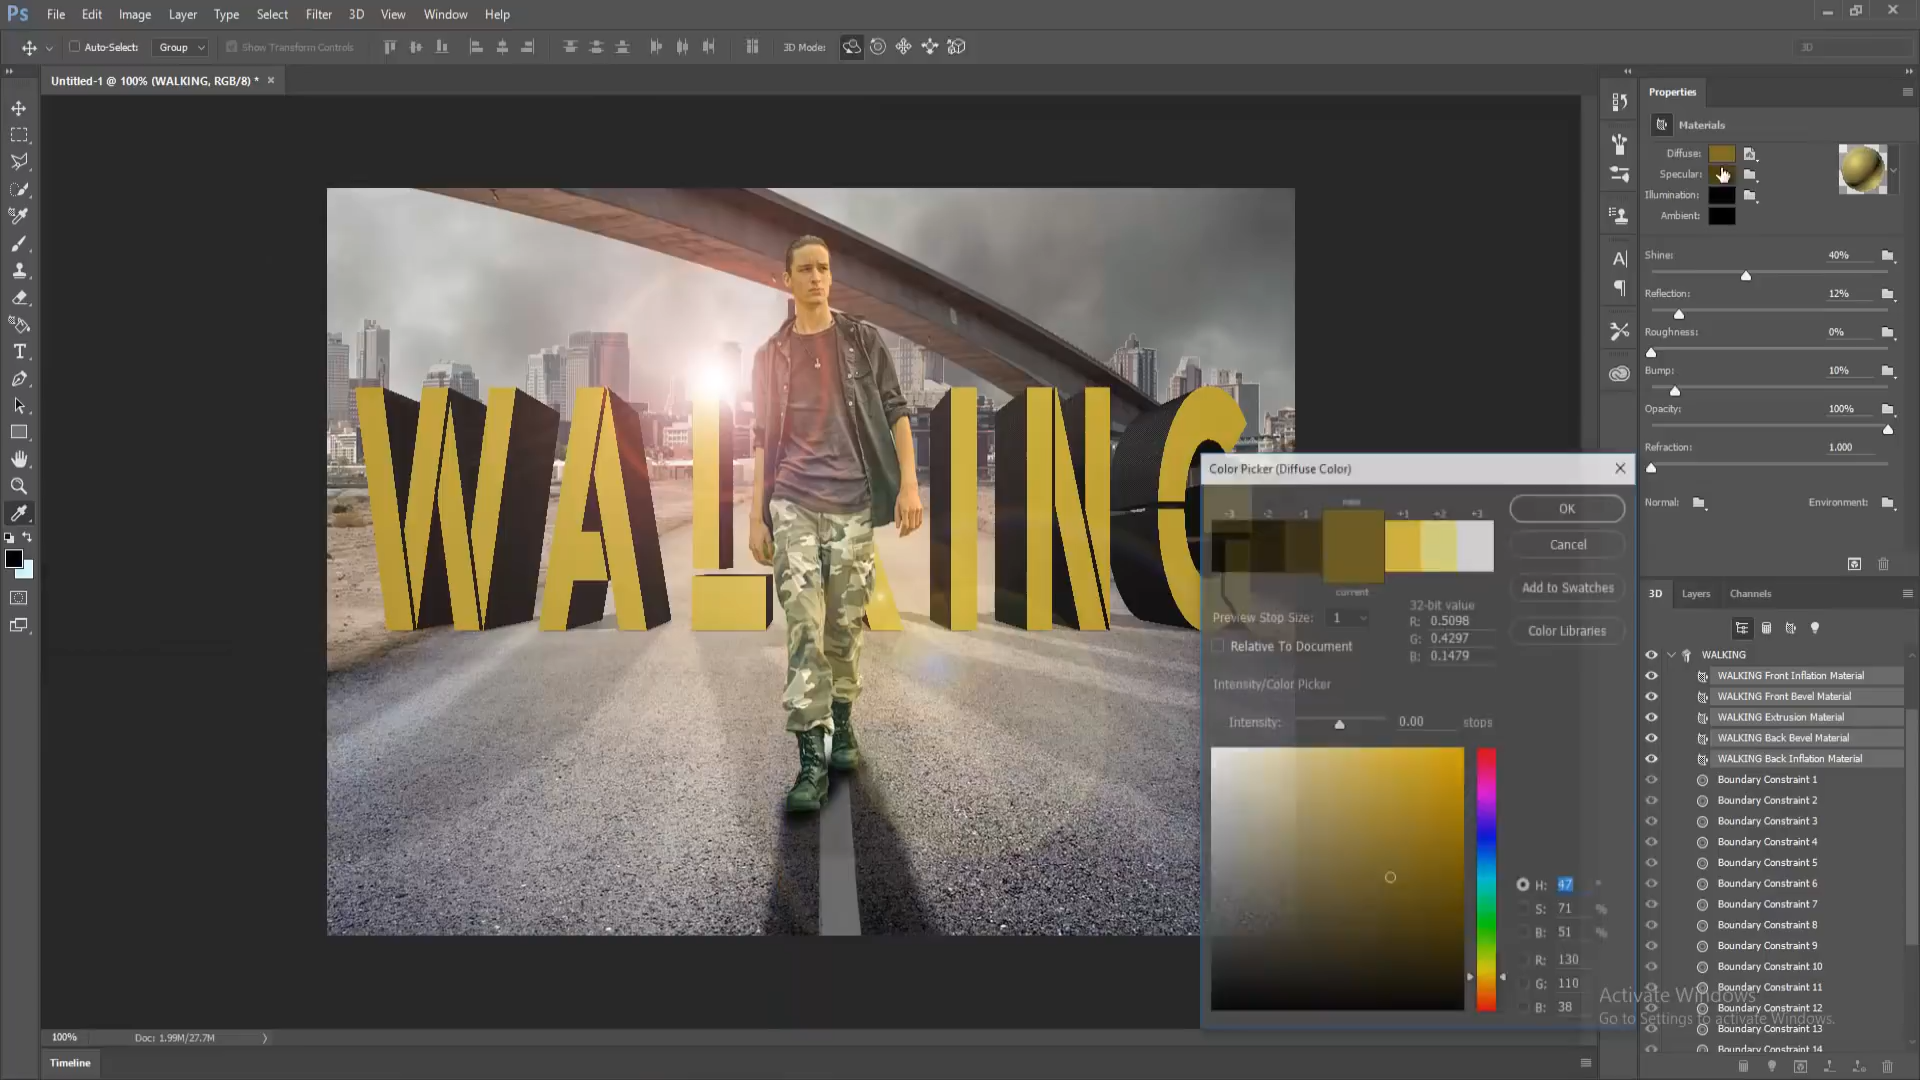 Ps File Edit Image Layer Type Select Filter 3D View Window Help
Auto-Select: Group Show Transform Controls 3D Mode: 3D
Untitled-1 @ 100% (WALKING, RGB/8) * ×
Properties
Materials
Diffuse:
Specular:
Illumination:
Ambient:
Shine: 40%
Reflection: 12%
Roughness: 0%
Bump: 10%
Opacity: 100%
Refraction: 1.000
Normal: Environment:
WALKING
Color Picker (Diffuse Color)
-3 -2 -1 new +1 +2 +3
current
OK
Cancel
Add to Swatches
Color Libraries
Preview Stop Size: 1
Relative To Document
32-bit value
R: 0.5098
G: 0.4297
B: 0.1479
Intensity/Color Picker
Intensity: 0.00 stops
H: 47 °
S: 71 %
B: 51 %
R: 130
G: 110
B: 38
3D Layers Channels
WALKING
WALKING Front Inflation Material
WALKING Front Bevel Material
WALKING Extrusion Material
WALKING Back Bevel Material
WALKING Back Inflation Material
Boundary Constraint 1
Boundary Constraint 2
Boundary Constraint 3
Boundary Constraint 4
Boundary Constraint 5
Boundary Constraint 6
Boundary Constraint 7
Boundary Constraint 8
Boundary Constraint 9
Boundary Constraint 10
Boundary Constraint 11
Boundary Constraint 12
Boundary Constraint 13
Boundary Constraint 14
Activate Windows
Go to Settings to activate Windows.
100% Doc: 1.99M/27.7M
Timeline